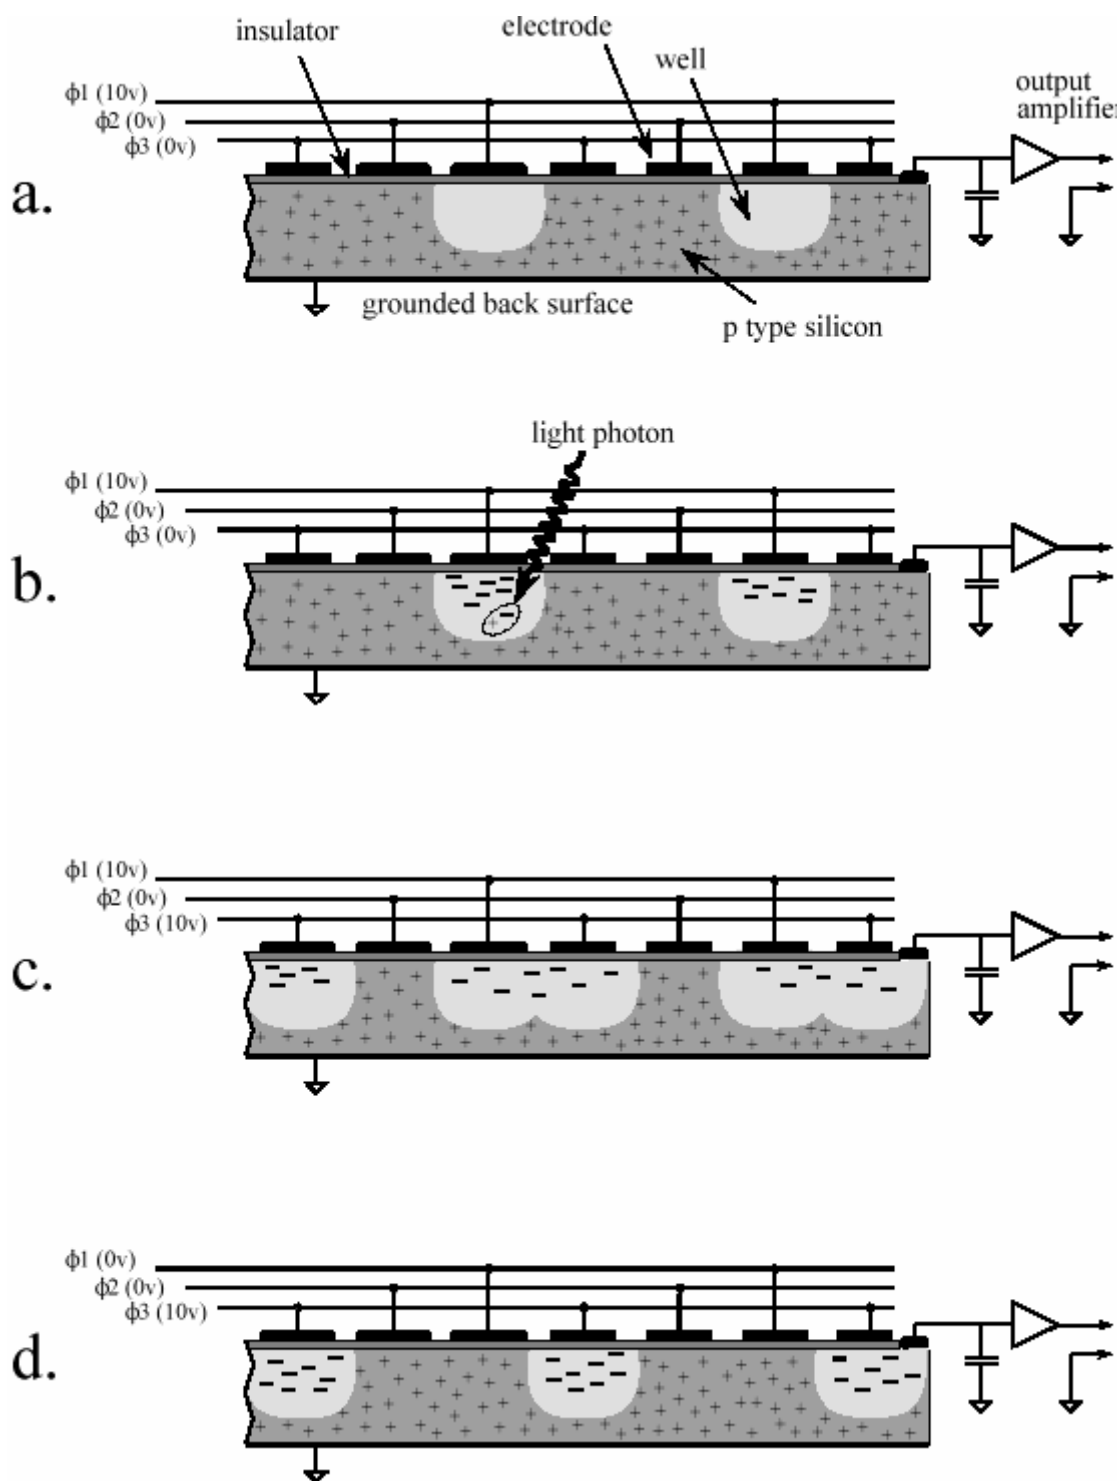 insulator
electrode
well
output
amplifier
ϕ1 (10v)
ϕ2 (0v)
ϕ3 (0v)
a.
grounded back surface
p type silicon
light photon
ϕ1 (10v)
ϕ2 (0v)
ϕ3 (0v)
b.
ϕ1 (10v)
ϕ2 (0v)
ϕ3 (10v)
c.
ϕ1 (0v)
ϕ2 (0v)
ϕ3 (10v)
d.